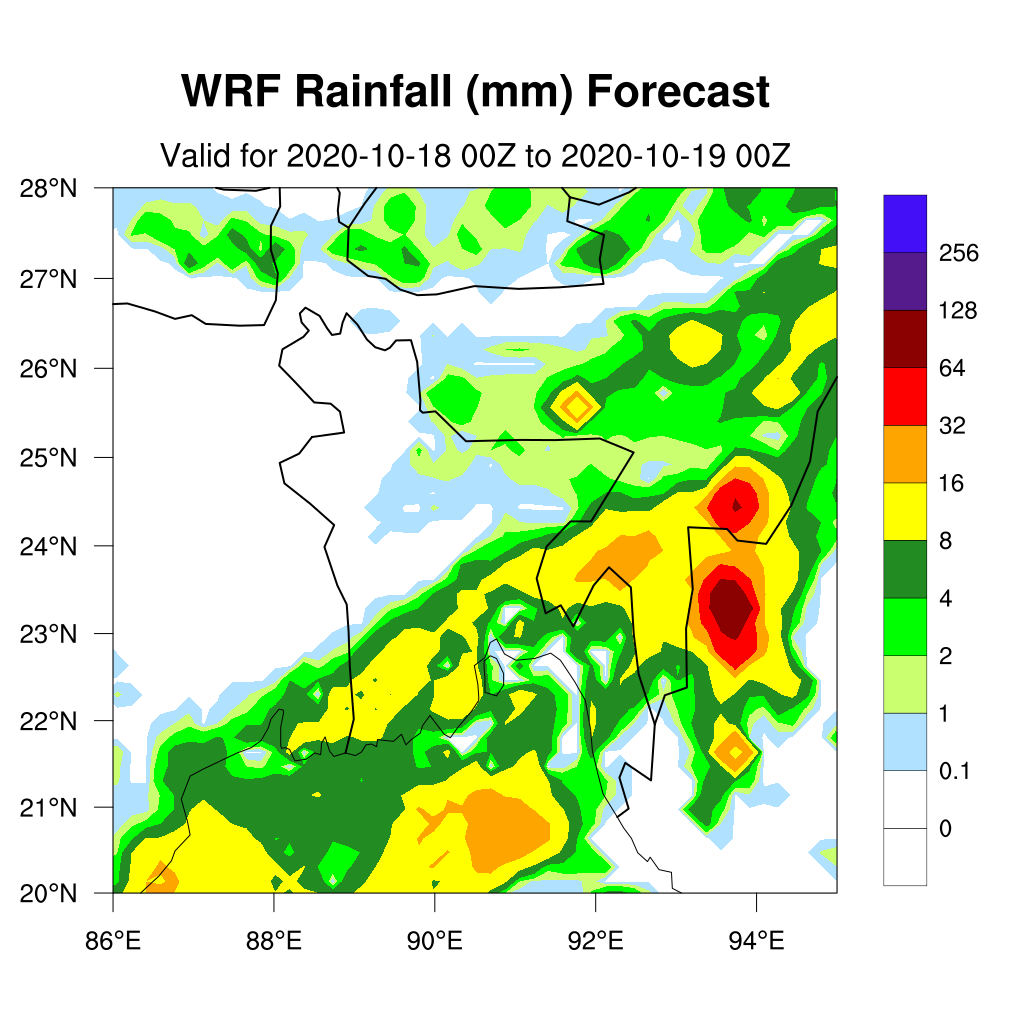 WRF Rainfall (mm) Forecast
Valid for 2020-10-18 00Z to 2020-10-19 00Z
28°N
27°N
26°N
25°N
24°N
23°N
22°N
21°N
20°N
86°E 88°E 90°E 92°E 94°E
256
128
64
32
16
8
4
2
1
0.1
0